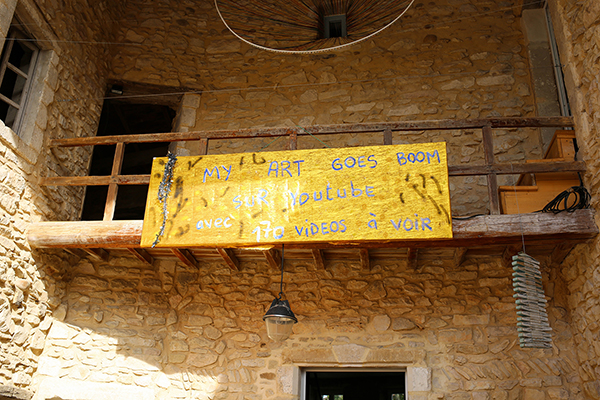 MY ART GOES BOOM
SUR Youtube
avec 170 VIDEOS à VOIR